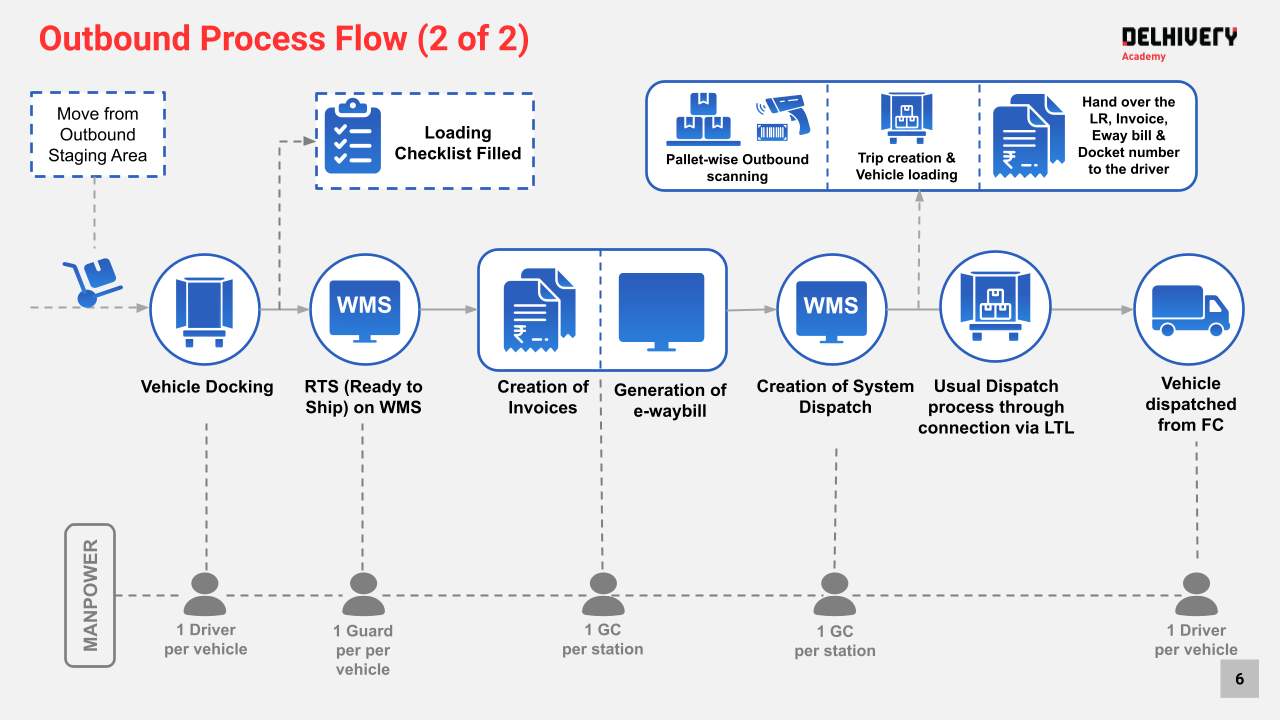 Outbound Process Flow (2 of 2)
DELHIVERY
Academy
Move from
Outbound
Staging Area
Loading
Checklist Filled
Pallet-wise Outbound
scanning
Trip creation &
Vehicle loading
₹
Hand over the
LR, Invoice,
Eway bill &
Docket number
to the driver
WMS
₹
WMS
Vehicle Docking
RTS (Ready to
Ship) on WMS
Creation of
Invoices
Generation of
e-waybill
Creation of System
Dispatch
Usual Dispatch
process through
connection via LTL
Vehicle
dispatched
from FC
MANPOWER
1 Driver
per vehicle
1 Guard
per per
vehicle
1 GC
per station
1 GC
per station
1 Driver
per vehicle
6